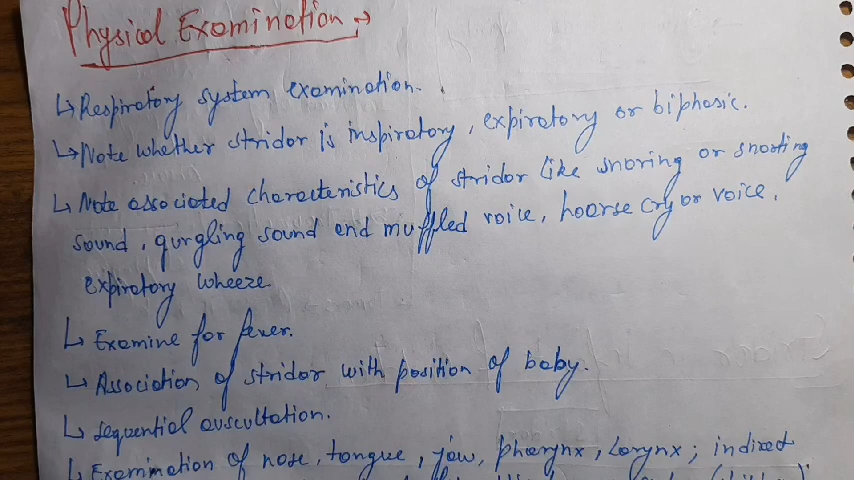 Physical Examination →
↳ Respiratory system examination.
↳ Note whether stridor is inspiratory, expiratory or biphasic.
↳ Note associated characteristics of stridor like snoring or snorting
sound, gurgling sound and muffled voice, hoarse cry or voice,
expiratory wheeze
↳ Examine for fever.
↳ Association of stridor with position of baby.
↳ sequential auscultation.
↳ Examination of nose, tongue, jaw, pharynx, larynx; indirect